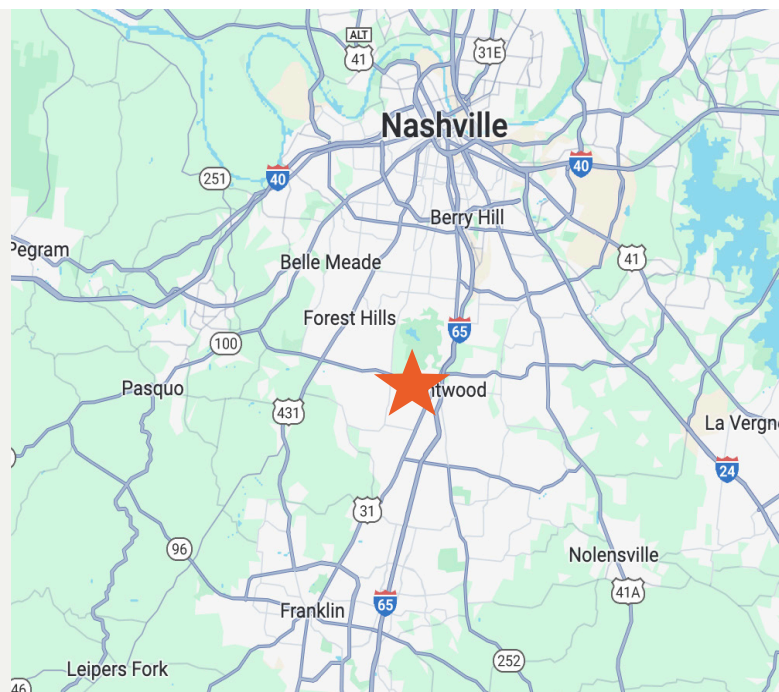 ALT
41
31E
Nashville
40
251
40
Berry Hill
Pegram
41
Belle Meade
Forest Hills
65
100
Pasquo
ntwood
431
La Vergn
24
31
96
Nolensville
41A
65
Franklin
252
Leipers Fork
46